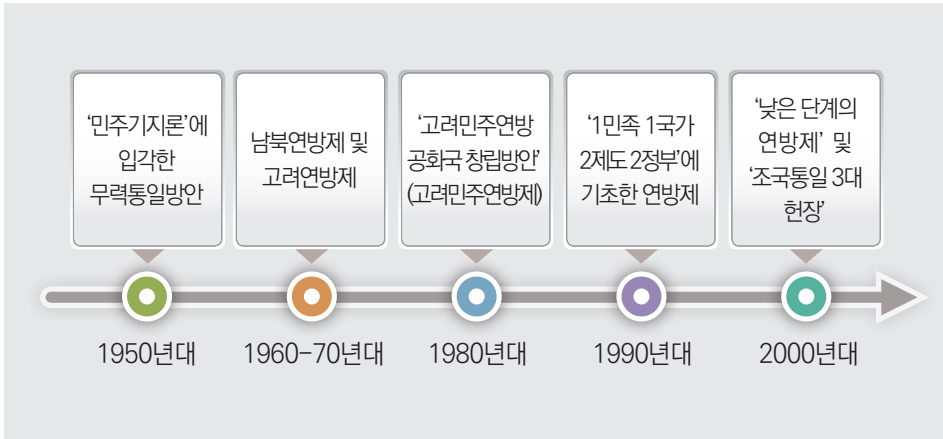 ‘민주기지론’에
입각한
무력통일방안
남북연방제 및
고려연방제
‘고려민주연방
공화국 창립방안’
(고려민주연방제)
‘1민족 1국가
2제도 2정부’에
기초한 연방제
‘낮은 단계의
연방제’ 및
‘조국통일 3대
헌장’
1950년대
1960-70년대
1980년대
1990년대
2000년대